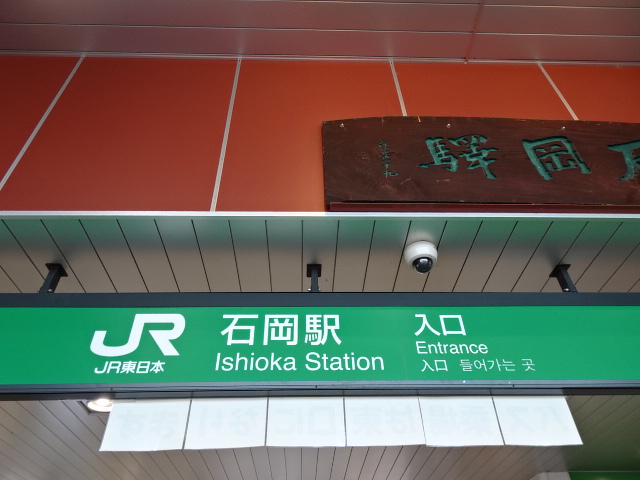 驛岡石
JR
JR東日本
石岡駅
Ishioka Station
入口
Entrance
入口 들어가는 곳